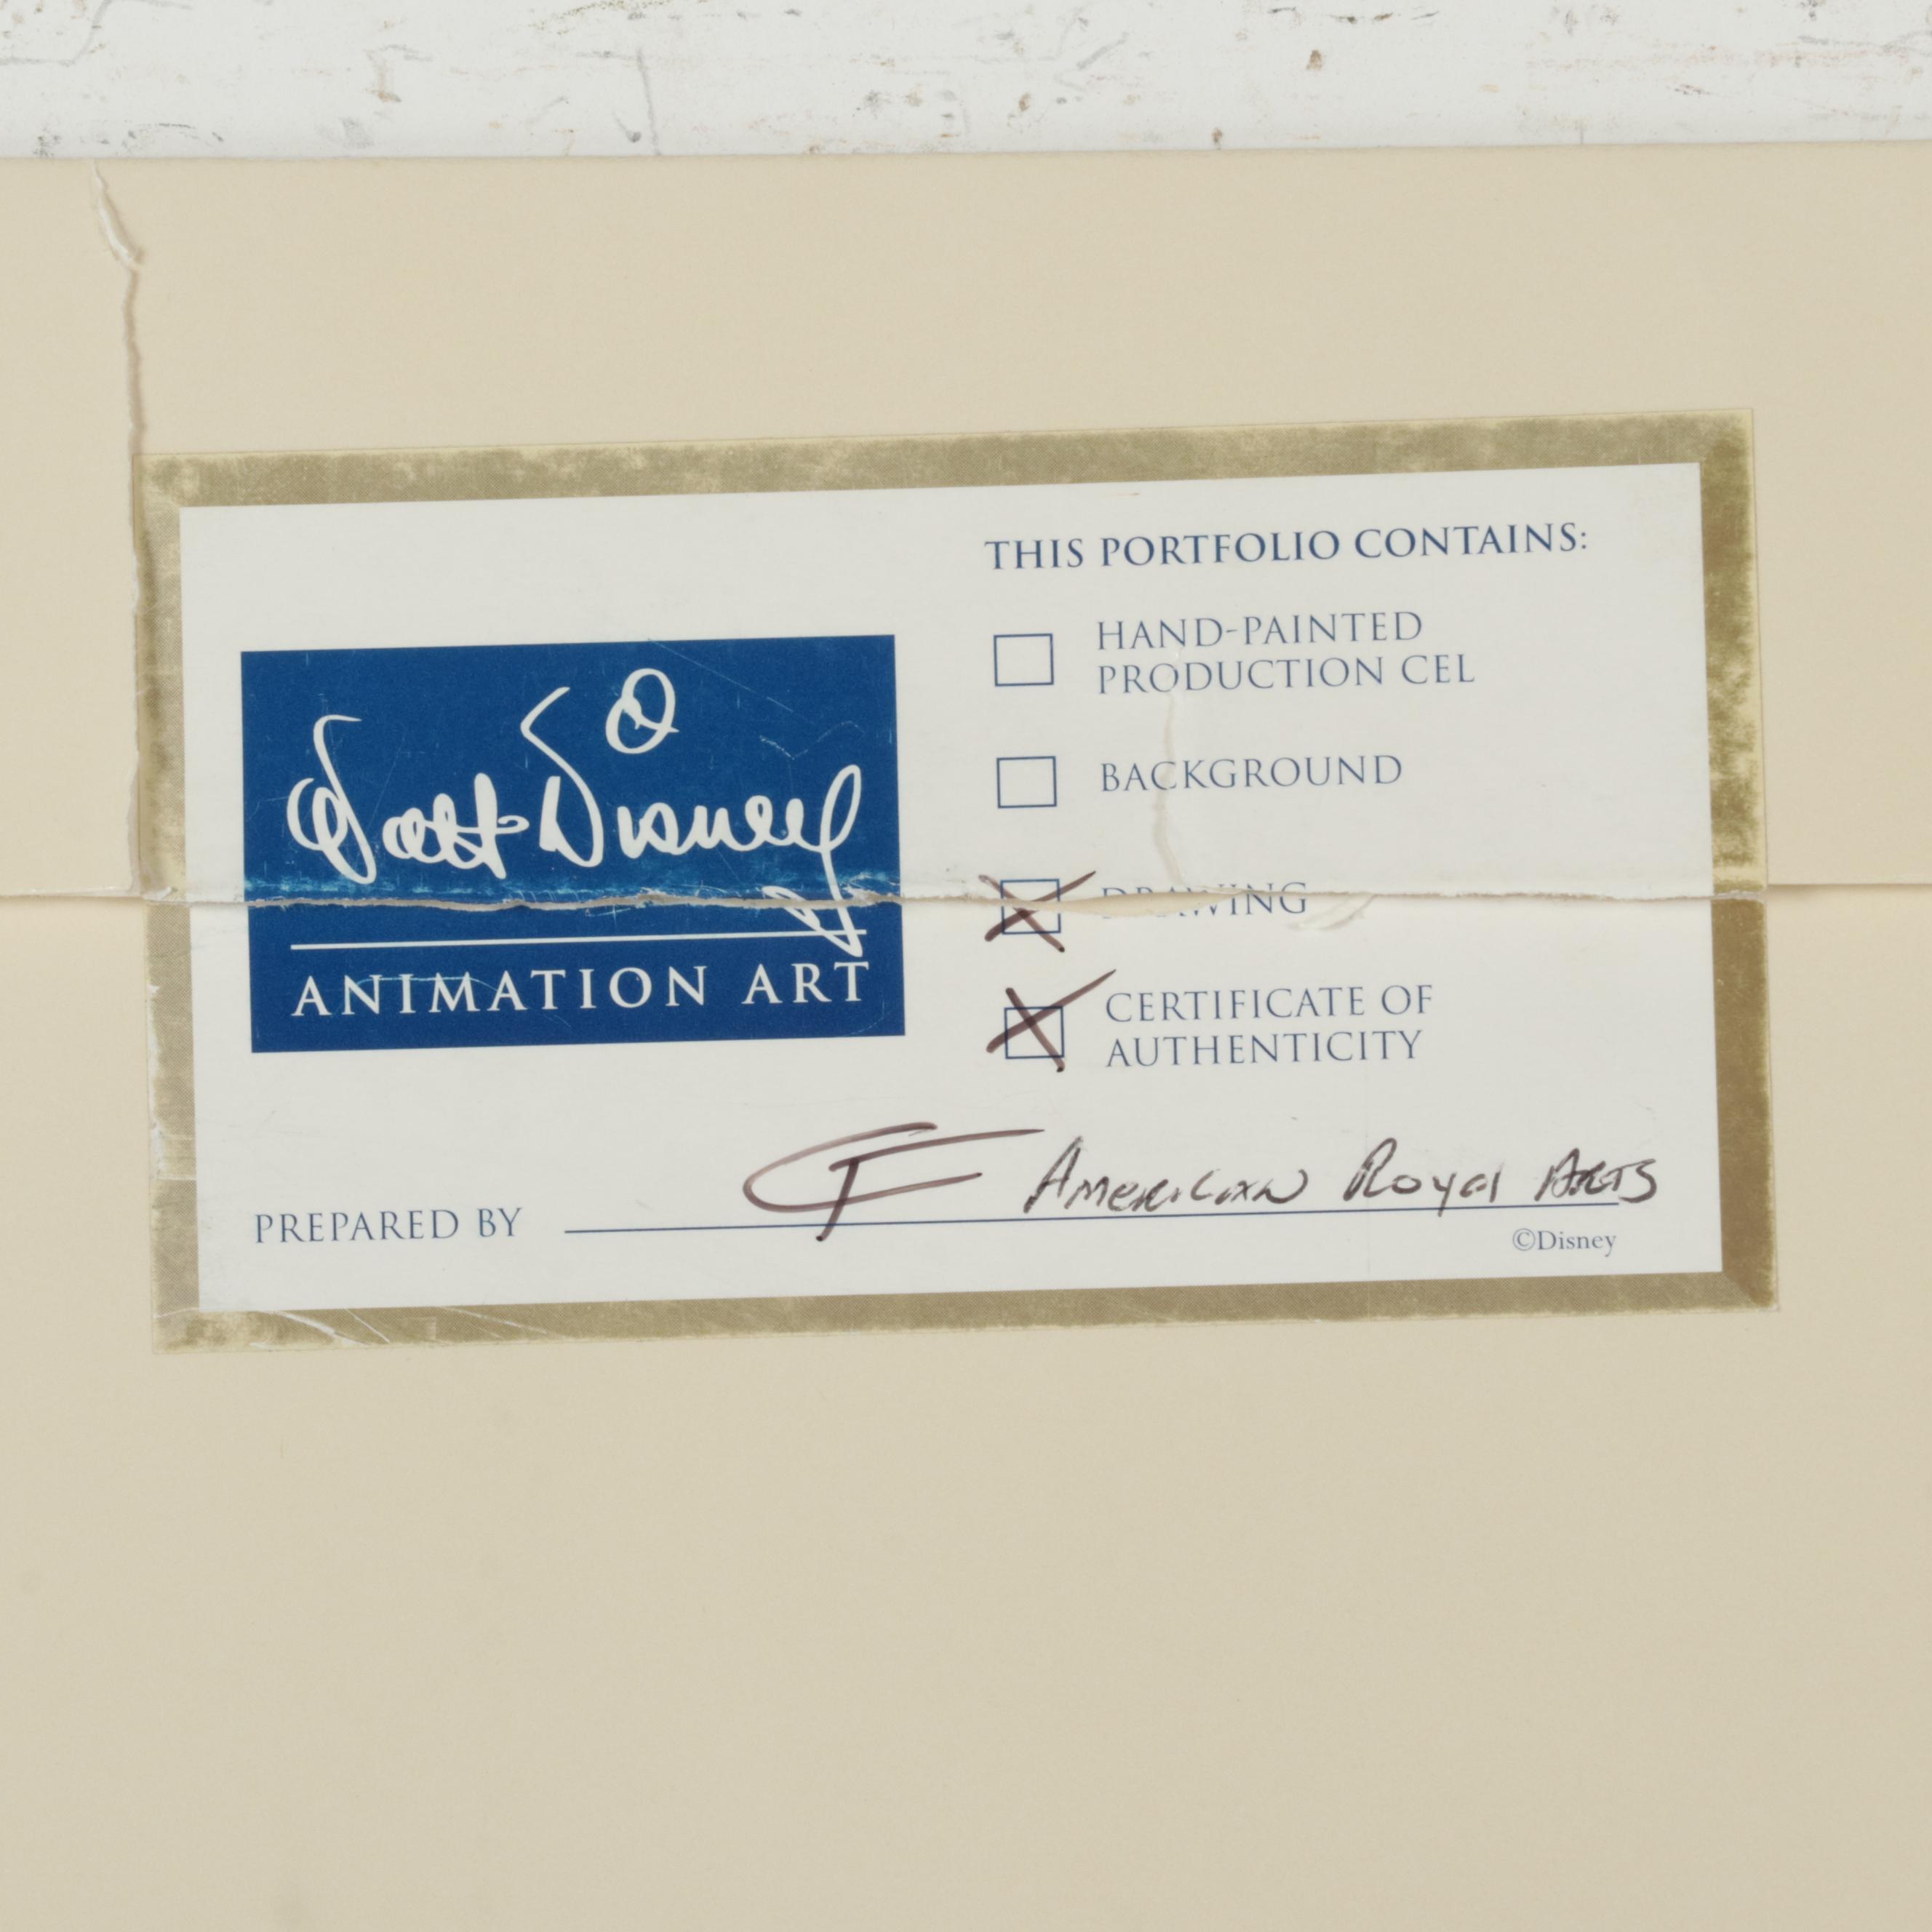 THIS PORTFOLIO CONTAINS:
HAND-PAINTED
PRODUCTION CEL
BACKGROUND
DRAWING
CERTIFICATE OF
AUTHENTICITY
Walt Disney
ANIMATION ART
PREPARED BY American Royal Arts
©Disney